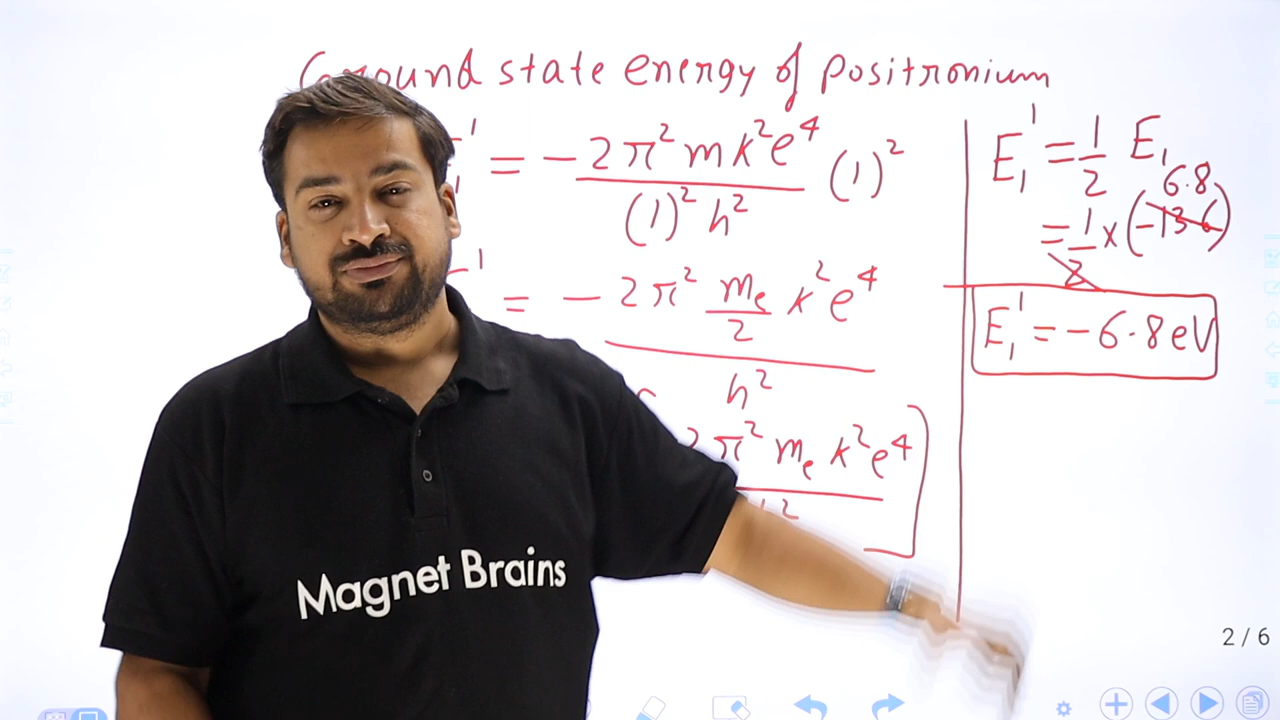 Ground state energy of positronium
= - 2π² m k² e⁴ / (1)² h² (1)²
= - 2π² mₑ/2 k² e⁴ / h²
2 π² mₑ k² e⁴
E₁' = 1/2 E₁
6.8
= 1/2 × (-13.6)
E₁' = -6.8 eV
Magnet Brains
2 / 6